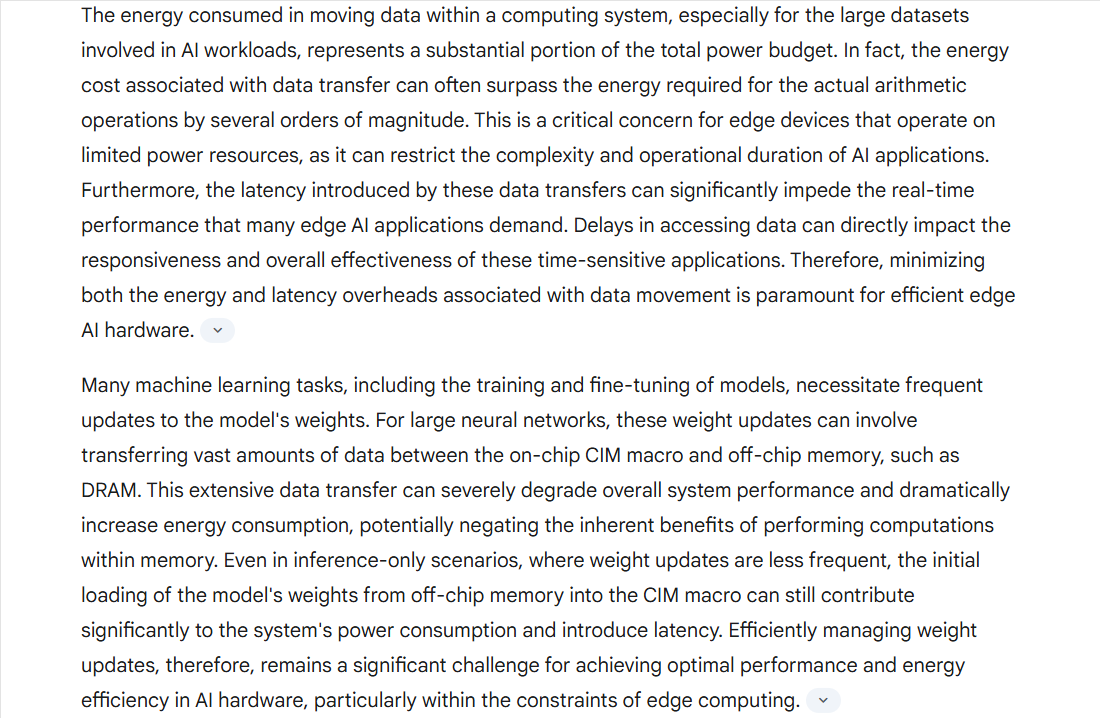 The energy consumed in moving data within a computing system, especially for the large datasets
involved in AI workloads, represents a substantial portion of the total power budget. In fact, the energy
cost associated with data transfer can often surpass the energy required for the actual arithmetic
operations by several orders of magnitude. This is a critical concern for edge devices that operate on
limited power resources, as it can restrict the complexity and operational duration of AI applications.
Furthermore, the latency introduced by these data transfers can significantly impede the real-time
performance that many edge AI applications demand. Delays in accessing data can directly impact the
responsiveness and overall effectiveness of these time-sensitive applications. Therefore, minimizing
both the energy and latency overheads associated with data movement is paramount for efficient edge
AI hardware.
Many machine learning tasks, including the training and fine-tuning of models, necessitate frequent
updates to the model's weights. For large neural networks, these weight updates can involve
transferring vast amounts of data between the on-chip CIM macro and off-chip memory, such as
DRAM. This extensive data transfer can severely degrade overall system performance and dramatically
increase energy consumption, potentially negating the inherent benefits of performing computations
within memory. Even in inference-only scenarios, where weight updates are less frequent, the initial
loading of the model's weights from off-chip memory into the CIM macro can still contribute
significantly to the system's power consumption and introduce latency. Efficiently managing weight
updates, therefore, remains a significant challenge for achieving optimal performance and energy
efficiency in AI hardware, particularly within the constraints of edge computing.